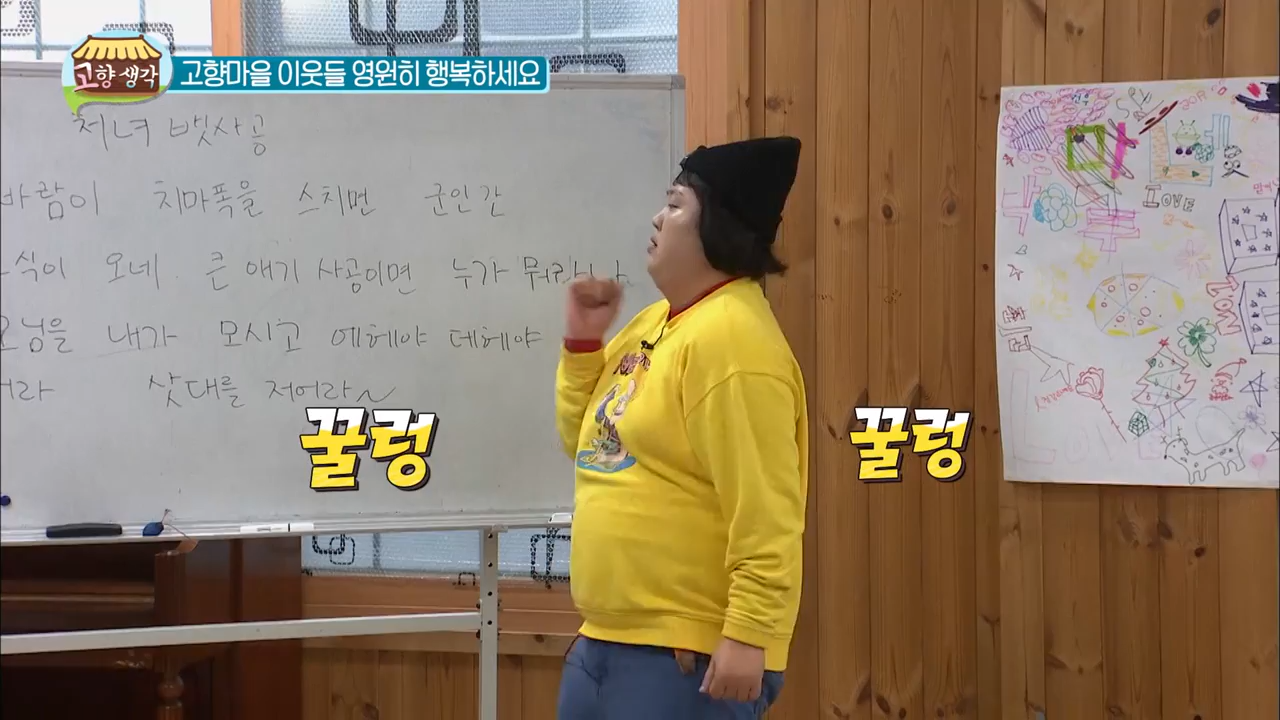 고향 생각
고향마을 이웃들 영원히 행복하세요
처녀 뱃사공
바람이 치마폭을 스치면 군인간
식이 오네 큰 애기 사공이면 누가 뭐라나
모님을 내가 모시고 에헤야 데헤야
어라 삿대를 저어라~
꿀렁 꿀렁
LOVE